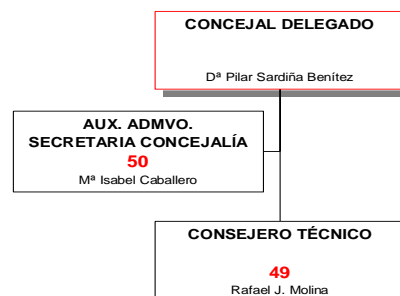 CONCEJAL DELEGADO
Dª Pilar Sardiña Benítez
AUX. ADMVO.
SECRETARIA CONCEJALÍA
50
Mª Isabel Caballero
CONSEJERO TÉCNICO
49
Rafael J. Molina